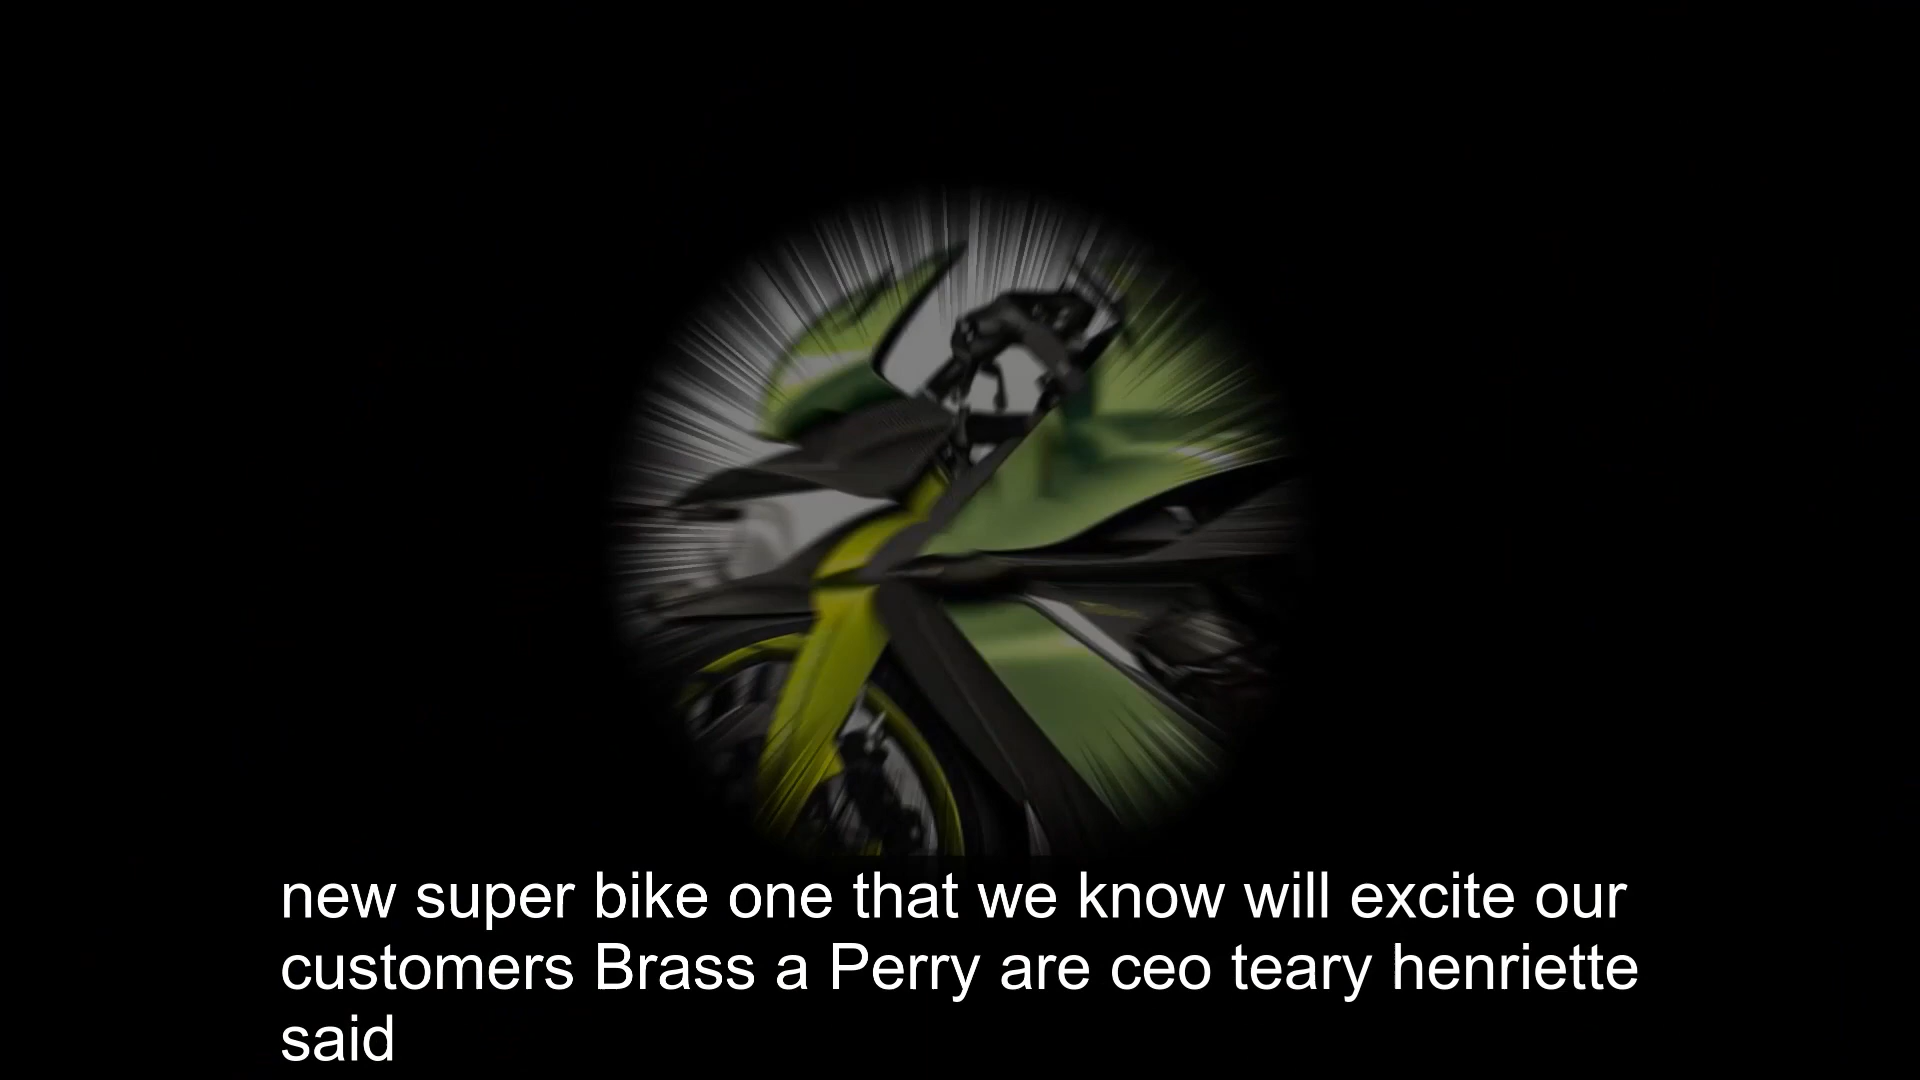 new super bike one that we know will excite our
customers Brass a Perry are ceo teary henriette
said